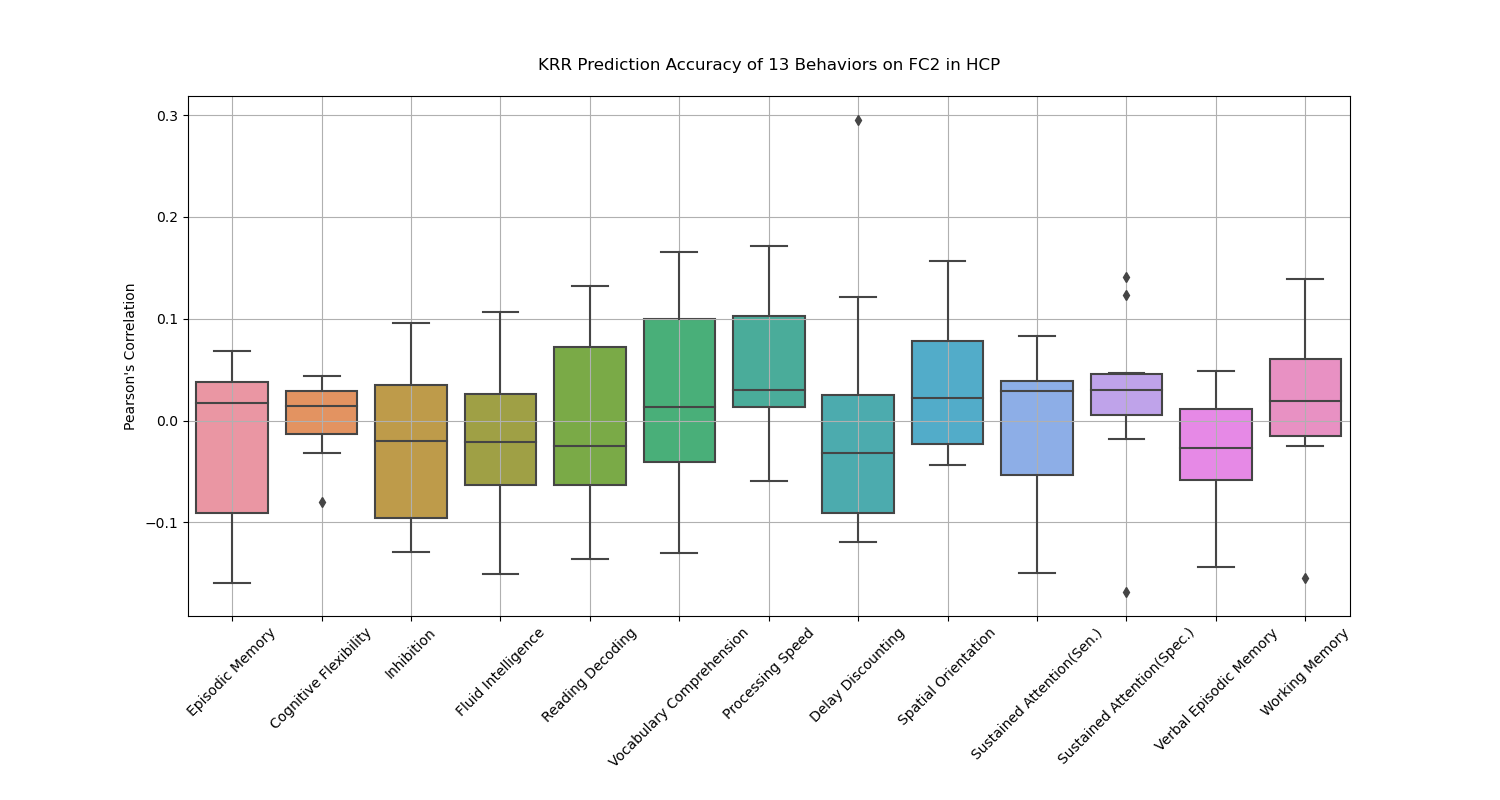 KRR Prediction Accuracy of 13 Behaviors on FC2 in HCP
Pearson's Correlation
0.3
0.2
0.1
0.0
−0.1
Episodic Memory
Cognitive Flexibility
Inhibition
Fluid Intelligence
Reading Decoding
Vocabulary Comprehension
Processing Speed
Delay Discounting
Spatial Orientation
Sustained Attention(Sen.)
Sustained Attention(Spec.)
Verbal Episodic Memory
Working Memory